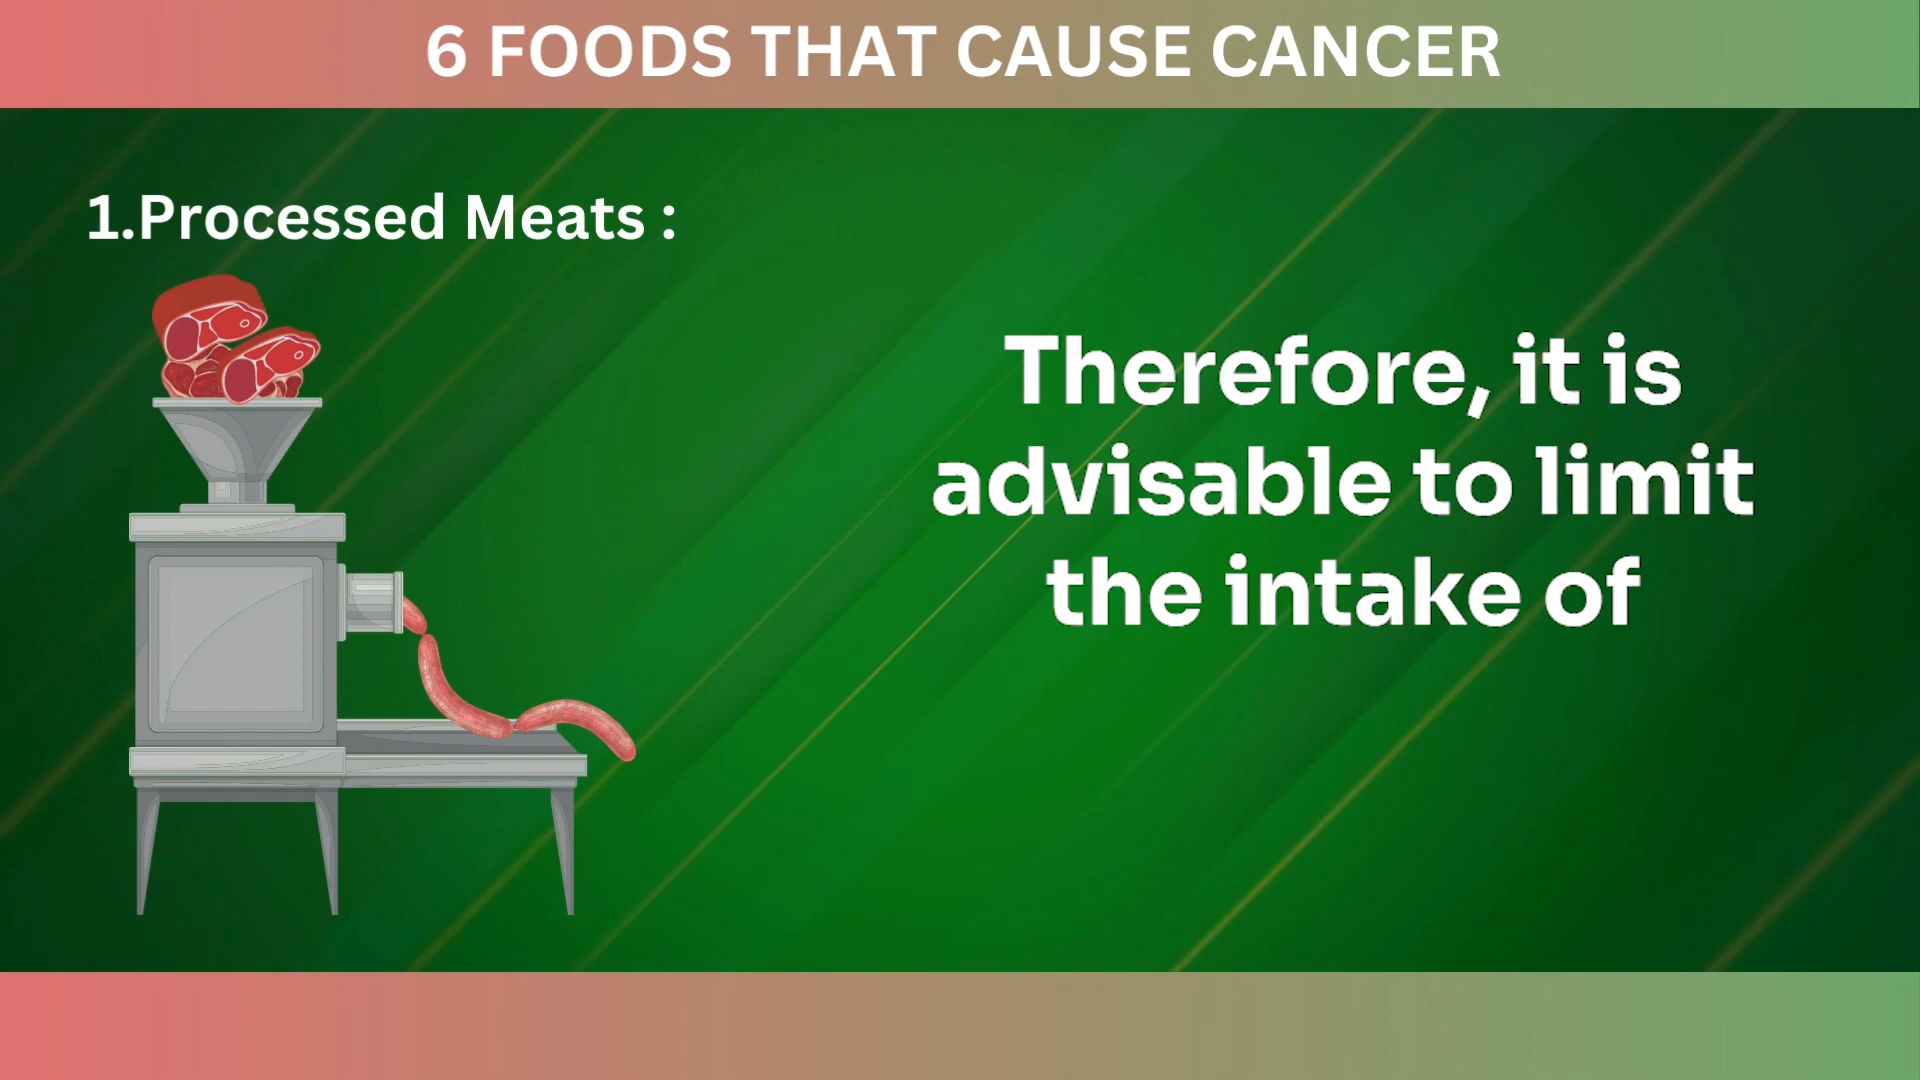 6 FOODS THAT CAUSE CANCER
1.Processed Meats :
Therefore, it is
advisable to limit
the intake of